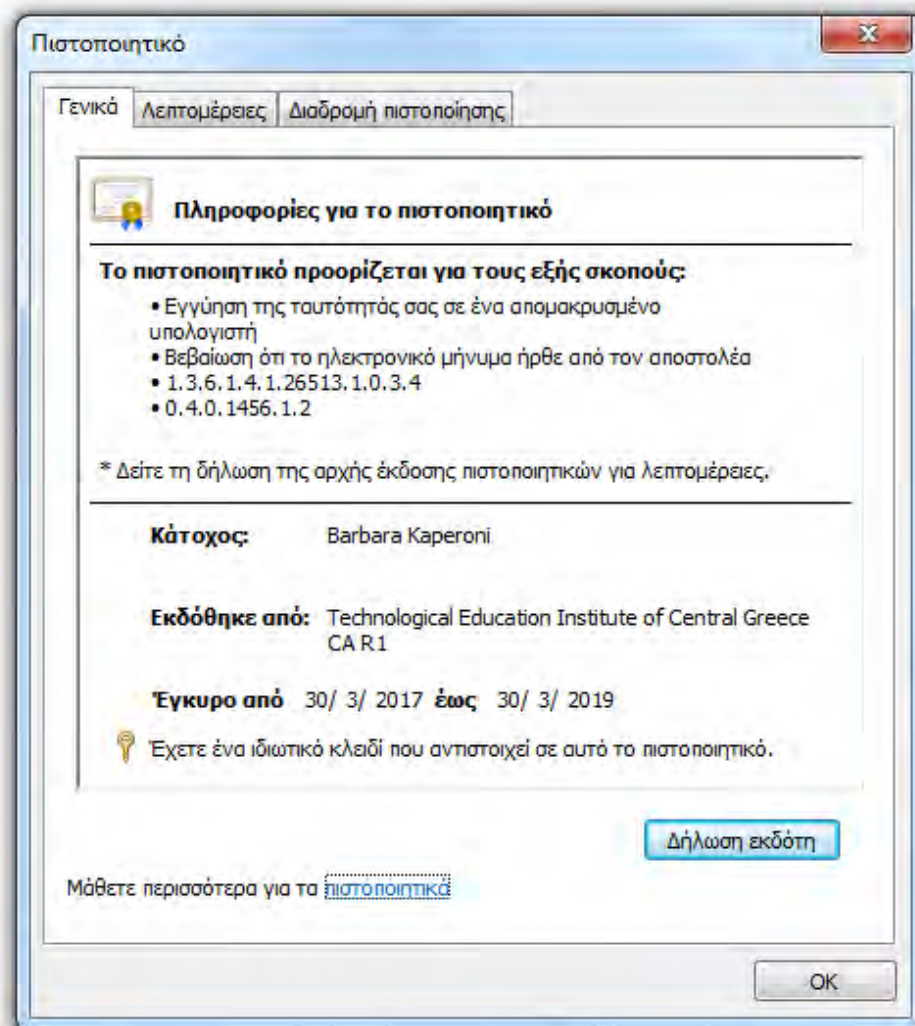 Πιστοποιητικό
Γενικά Λεπτομέρειες Διαδρομή πιστοποίησης
Πληροφορίες για το πιστοποιητικό
Το πιστοποιητικό προορίζεται για τους εξής σκοπούς:
• Εγγύηση της ταυτότητάς σας σε ένα απομακρυσμένο
υπολογιστή
• Βεβαίωση ότι το ηλεκτρονικό μήνυμα ήρθε από τον αποστολέα
• 1.3.6.1.4.1.26513.1.0.3.4
• 0.4.0.1456.1.2
* Δείτε τη δήλωση της αρχής έκδοσης πιστοποιητικών για λεπτομέρειες.
Κάτοχος: Barbara Kaperoni
Εκδόθηκε από: Technological Education Institute of Central Greece
CA R1
Έγκυρο από 30/ 3/ 2017 έως 30/ 3/ 2019
Έχετε ένα ιδιωτικό κλειδί που αντιστοιχεί σε αυτό το πιστοποιητικό.
Δήλωση εκδότη
Μάθετε περισσότερα για τα πιστοποιητικά
OK